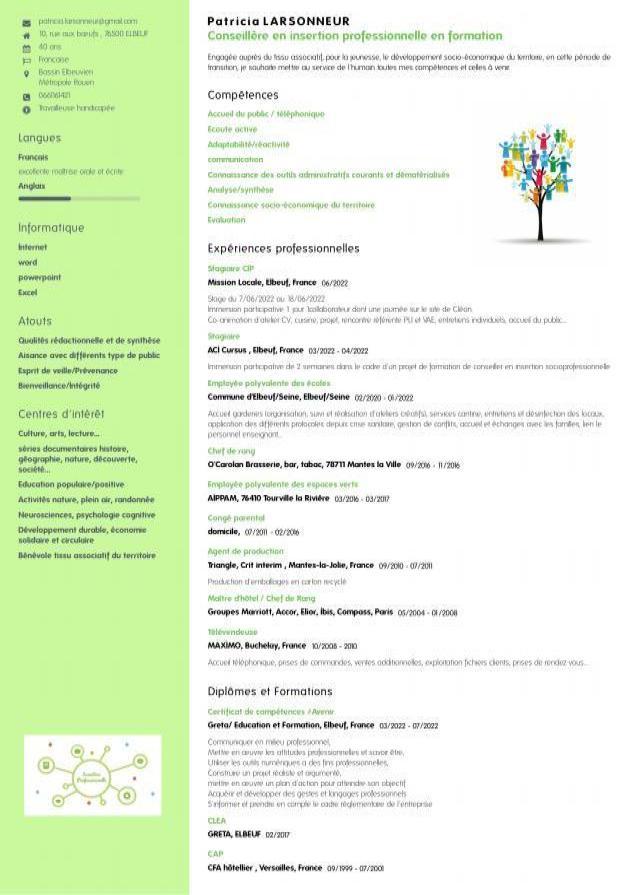 patricia.larsonneur@gmail.com
10, rue aux bœufs , 76500 ELBEUF
40 ans
Francaise
Bassin Elbeuvien
Métropole Rouen
Travailleuse handicapée
Langues
Francais
excellente maîtrise orale et écrite
Anglais
Informatique
Internet
word
powerpoint
Excel
Atouts
Qualités rédactionnelle et de synthèse
Aisance avec différents type de public
Esprit de veille/Prévenance
Bienveillance/Intégrité
Centres d'intérêt
Culture, arts, lecture...
séries documentaires histoire,
géographie, nature, découverte,
société...
Education populaire/positive
Activités nature, plein air, randonnée
Neurosciences, psychologie cognitive
Développement durable, économie
solidaire et circulaire
Bénévole tissu associatif du territoire
Insertion
Professionnelle
Patricia LARSONNEUR
Conseillère en insertion professionnelle en formation
Engagée auprès du tissu associatif, pour la jeunesse, le développement socio-économique du territoire, en cette période de
transition, je souhaite mettre au service de l'humain toutes mes compétences et celles à venir.
Compétences
Accueil du public / téléphonique
Ecoute active
Adaptabilité/réactivité
communication
Connaissance des outils administratifs courants et dématérialisés
Analyse/synthèse
Connaissance socio-économique du territoire
Evaluation
Expériences professionnelles
Stagiaire CIP
Mission Locale, Elbeuf, France 06/2022
Stage du 7/06/2022 au 18/06/2022
Immersion participative 1 jour 1collaborateur dont une journée sur le site de Cléon.
Co-animation d'atelier CV, cuisine, projet, rencontre référente PLI et VAE, entretiens individuels, accueil du public...
Stagiaire
ACI Cursus , Elbeuf, France 03/2022 - 04/2022
Immersion participative de 2 semaines dans le cadre d'un projet de formation de conseiller en insertion socioprofessionnelle
Employée polyvalente des écoles
Commune d'Elbeuf/Seine, Elbeuf/Seine 02/2020 - 01/2022
Accueil garderies (organisation, suivi et réalisation d'ateliers créatifs), services cantine, entretiens et désinfection des locaux,
application des différents protocoles depuis crise sanitaire, gestion de conflits, accueil et échanges avec les familles, lien le
personnel enseignant...
Chef de rang
O'Carolan Brasserie, bar, tabac, 78711 Mantes la Ville 09/2016 - 11/2016
Employée polyvalente des espaces verts
AIPPAM, 76410 Tourville la Rivière 03/2016 - 03/2017
Congé parental
domicile, 07/2011 - 02/2016
Agent de production
Triangle, Crit interim , Mantes-la-Jolie, France 09/2010 - 07/2011
Production d'emballages en carton recyclé
Maître d'hôtel / Chef de Rang
Groupes Marriott, Accor, Elior, ibis, Compass, Paris 05/2004 - 01/2008
Télévendeuse
MAXIMO, Buchelay, France 10/2008 - 2010
Accueil téléphonique, prises de commandes, ventes additionnelles, exploitation fichiers clients, prises de rendez vous...
Diplômes et Formations
Certificat de compétences /Avenir
Greta/ Education et Formation, Elbeuf, France 03/2022 - 07/2022
Communiquer en milieu professionnel,
Mettre en œuvre les attitudes professionnelles et savoir être,
Utiliser les outils numériques a des fins professionnelles,
Construire un projet réaliste et argumenté,
mettre en œuvre un plan d'action pour atteindre son objectif
Acquérir et développer des gestes et langages professionnels
S'informer et prendre en compte le cadre réglementaire de l'entreprise
CLEA
GRETA, ELBEUF 02/2017
CAP
CFA hôtellier , Versailles, France 09/1999 - 07/2001